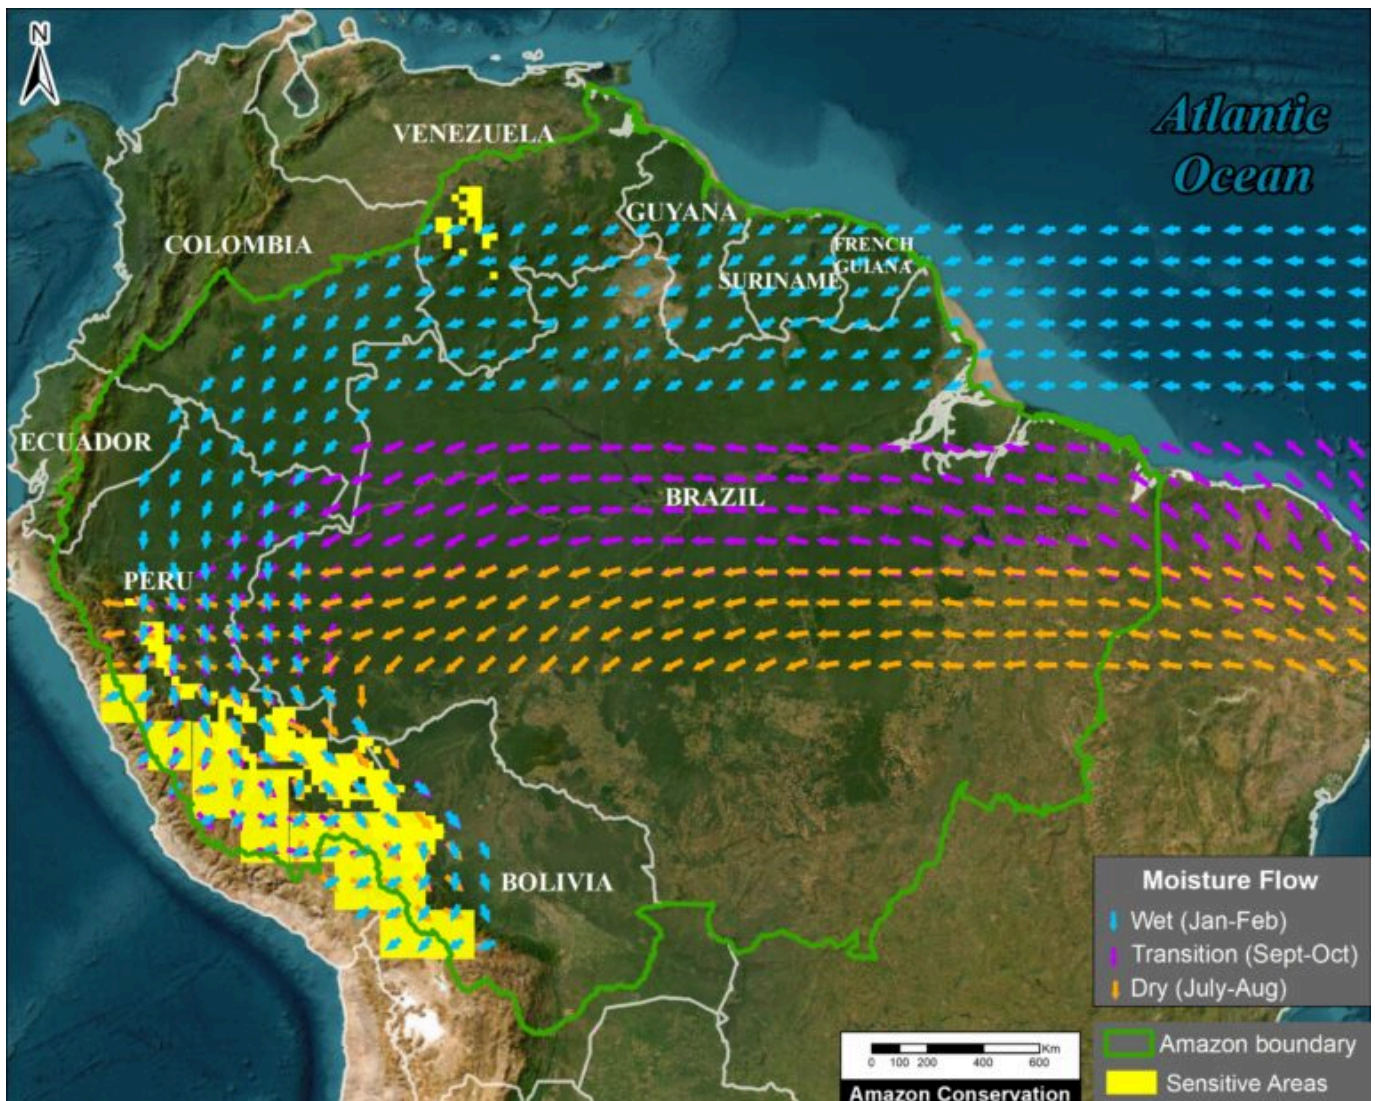 N
Atlantic
Ocean
VENEZUELA
GUYANA
COLOMBIA
FRENCH
GUIANA
SURINAME
ECUADOR
BRAZIL
PERU
BOLIVIA
Moisture Flow
Wet (Jan-Feb)
Transition (Sept-Oct)
Dry (July-Aug)
Km
0 100 200 400 600
Amazon Conservation
Amazon boundary
Sensitive Areas